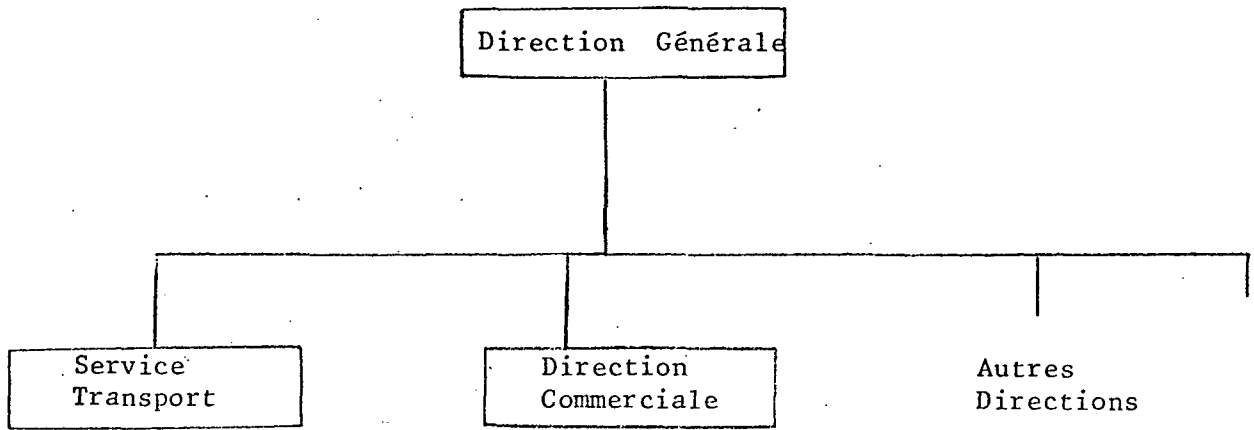 Direction Générale
Service
Transport
Direction
Commerciale
Autres
Directions